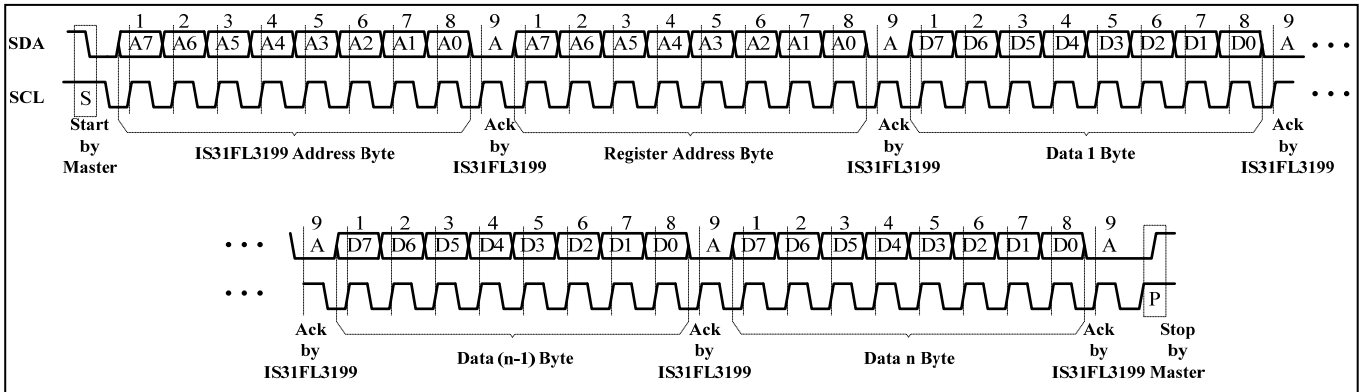 1 2 3 4 5 6 7 8 9 1 2 3 4 5 6 7 8 9 1 2 3 4 5 6 7 8 9
SDA A7 A6 A5 A4 A3 A2 A1 A0 A A7 A6 A5 A4 A3 A2 A1 A0 A D7 D6 D5 D4 D3 D2 D1 D0 A • • •
SCL S • • •
Start by Master
IS31FL3199 Address Byte
Ack by IS31FL3199
Register Address Byte
Ack by IS31FL3199
Data 1 Byte
Ack by IS31FL3199
9 1 2 3 4 5 6 7 8 9 1 2 3 4 5 6 7 8 9
• • • A D7 D6 D5 D4 D3 D2 D1 D0 A D7 D6 D5 D4 D3 D2 D1 D0 A
• • • P
Ack by IS31FL3199
Data (n-1) Byte
Ack by IS31FL3199
Data n Byte
Ack by IS31FL3199
Stop by Master